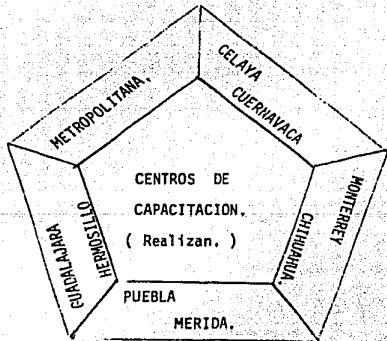 METROPOLITANA.
CELAYA
CUERNAVACA
CENTROS DE
CAPACITACION.
( Realizan. )
GUADALAJARA
HERMOSILLO
MONTERREY
CHIHUAHUA.
PUEBLA
MERIDA.